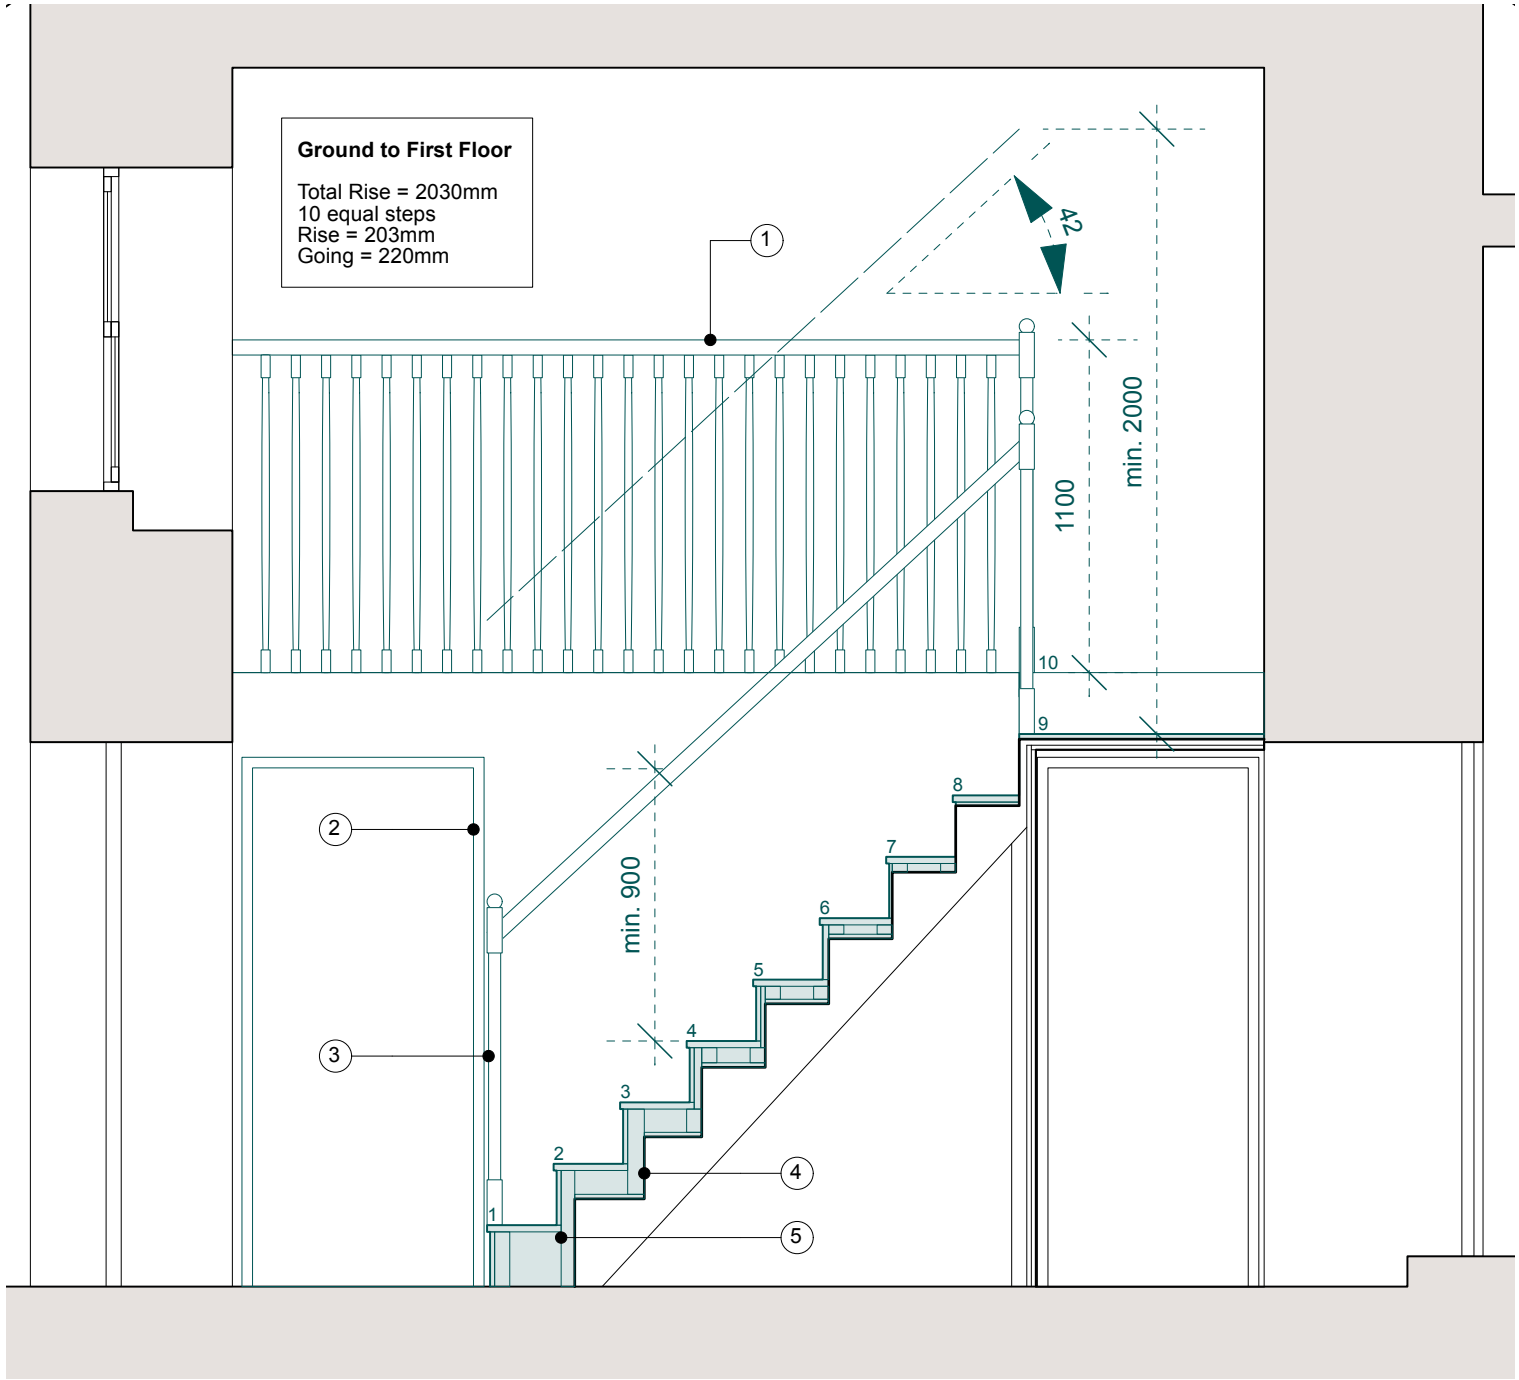 Ground to First Floor
Total Rise = 2030mm
10 equal steps
Rise = 203mm
Going = 220mm
1
42
min. 2000
1100
10
9
8
2
7
min. 900
6
5
3
4
3
2
4
1
5